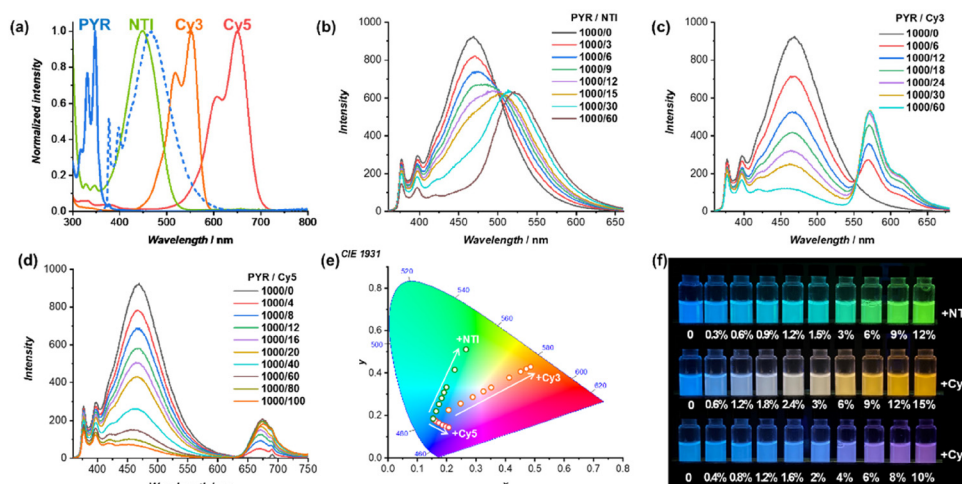 (a)
PYR NTI Cy3 Cy5
Normalized intensity
1.0
0.8
0.6
0.4
0.2
0.0
300 400 500 600 700 800
Wavelength / nm
(b)
PYR / NTI
1000/0
1000/3
1000/6
1000/9
1000/12
1000/15
1000/30
1000/60
Intensity
1000
800
600
400
200
0
400 450 500 550 600 650
Wavelength / nm
(c)
PYR / Cy3
1000/0
1000/6
1000/12
1000/18
1000/24
1000/30
1000/60
Intensity
1000
800
600
400
200
0
400 450 500 550 600 650
Wavelength / nm
(d)
PYR / Cy5
1000/0
1000/4
1000/8
1000/12
1000/16
1000/20
1000/40
1000/60
1000/80
1000/100
Intensity
1000
800
600
400
200
0
400 450 500 550 600 650 700 750
(e)
CIE 1931
520
540
560
500
580
600
620
480
460
+NTI
+Cy3
+Cy5
y
0.8
0.6
0.4
0.2
0.0
0.0 0.1 0.2 0.3 0.4 0.5 0.6 0.7 0.8
(f)
+NT
0 0.3% 0.6% 0.9% 1.2% 1.5% 3% 6% 9% 12%
+Cy
0 0.6% 1.2% 1.8% 2.4% 3% 6% 9% 12% 15%
+Cy
0 0.4% 0.8% 1.2% 1.6% 2% 4% 6% 8% 10%